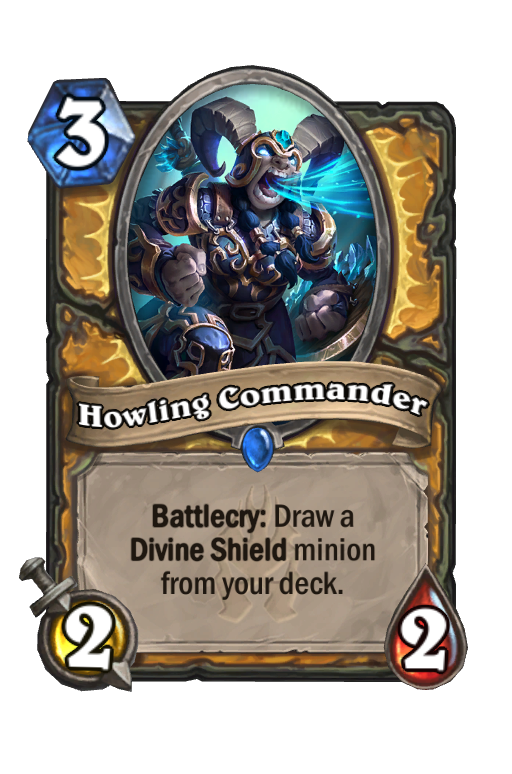 3
Howling Commander
Battlecry: Draw a
Divine Shield minion
from your deck.
2
2